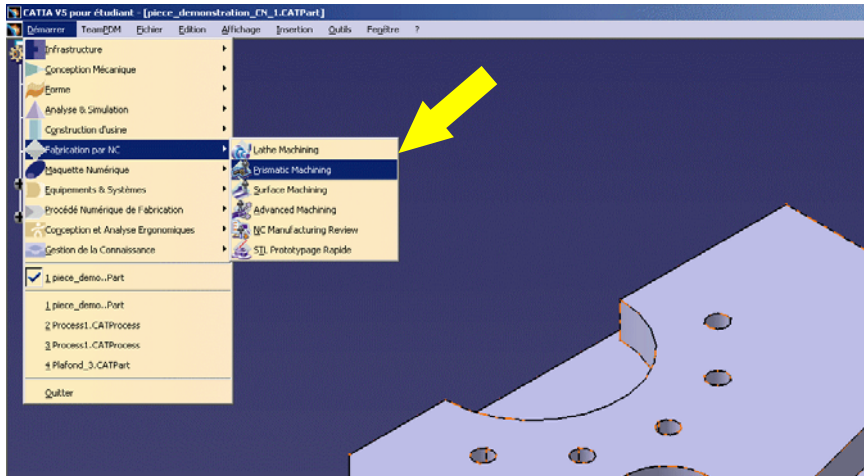 CATIA V5 pour étudiant - [piece_demonstration_CN_1.CATPart]
Démarrer TeamPDM Fichier Edition Affichage Insertion Outils Fenêtre ?
Infrastructure
Conception Mécanique
Forme
Analyse & Simulation
Construction d'usine
Fabrication par NC
Maquette Numérique
Equipements & Systèmes
Procédé Numérique de Fabrication
Conception et Analyse Ergonomiques
Gestion de la Connaissance
1 piece_demo..Part
1 piece_demo..Part
2 Process1.CATProcess
3 Process1.CATProcess
4 Plafond_3.CATPart
Quitter
Lathe Machining
Prismatic Machining
Surface Machining
Advanced Machining
NC Manufacturing Review
STL Prototypage Rapide